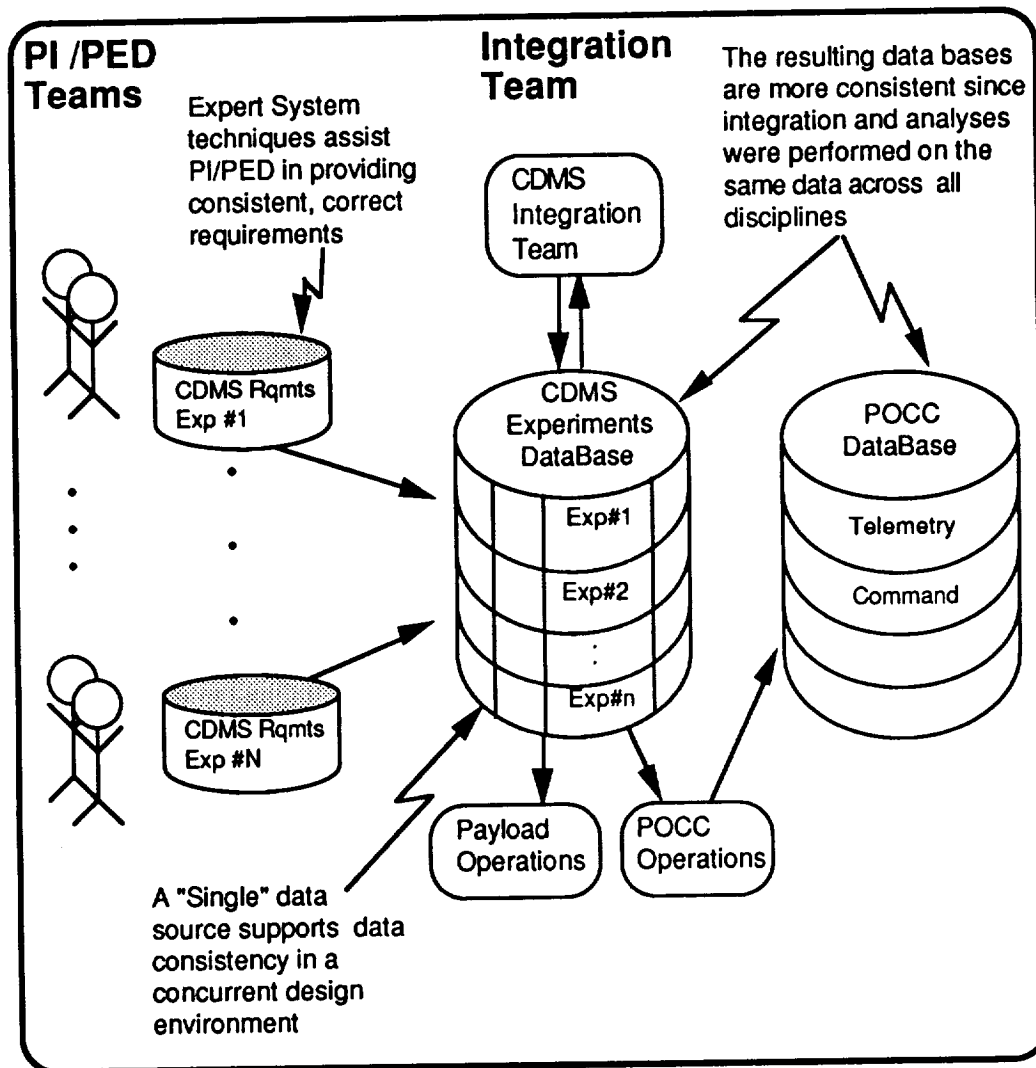 PI /PED
Teams
Expert System
techniques assist
PI/PED in providing
consistent, correct
requirements
Integration
Team
The resulting data bases
are more consistent since
integration and analyses
were performed on the
same data across all
disciplines
CDMS
Integration
Team
CDMS Rqmts
Exp #1
CDMS
Experiments
DataBase
Exp#1
Exp#2
Exp#n
POCC
DataBase
Telemetry
Command
CDMS Rqmts
Exp #N
Payload
Operations
POCC
Operations
A "Single" data
source supports data
consistency in a
concurrent design
environment